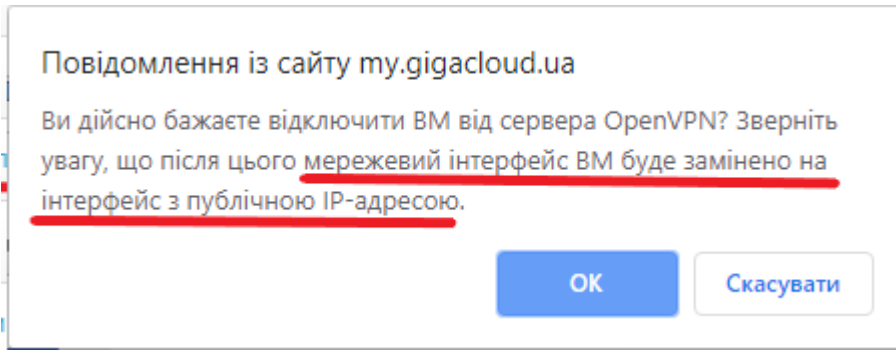 Повідомлення із сайту my.gigacloud.ua
Ви дійсно бажаєте відключити ВМ від сервера OpenVPN? Зверніть
увагу, що після цього мережевий інтерфейс ВМ буде замінено на
інтерфейс з публічною IP-адресою.
ОК
Скасувати